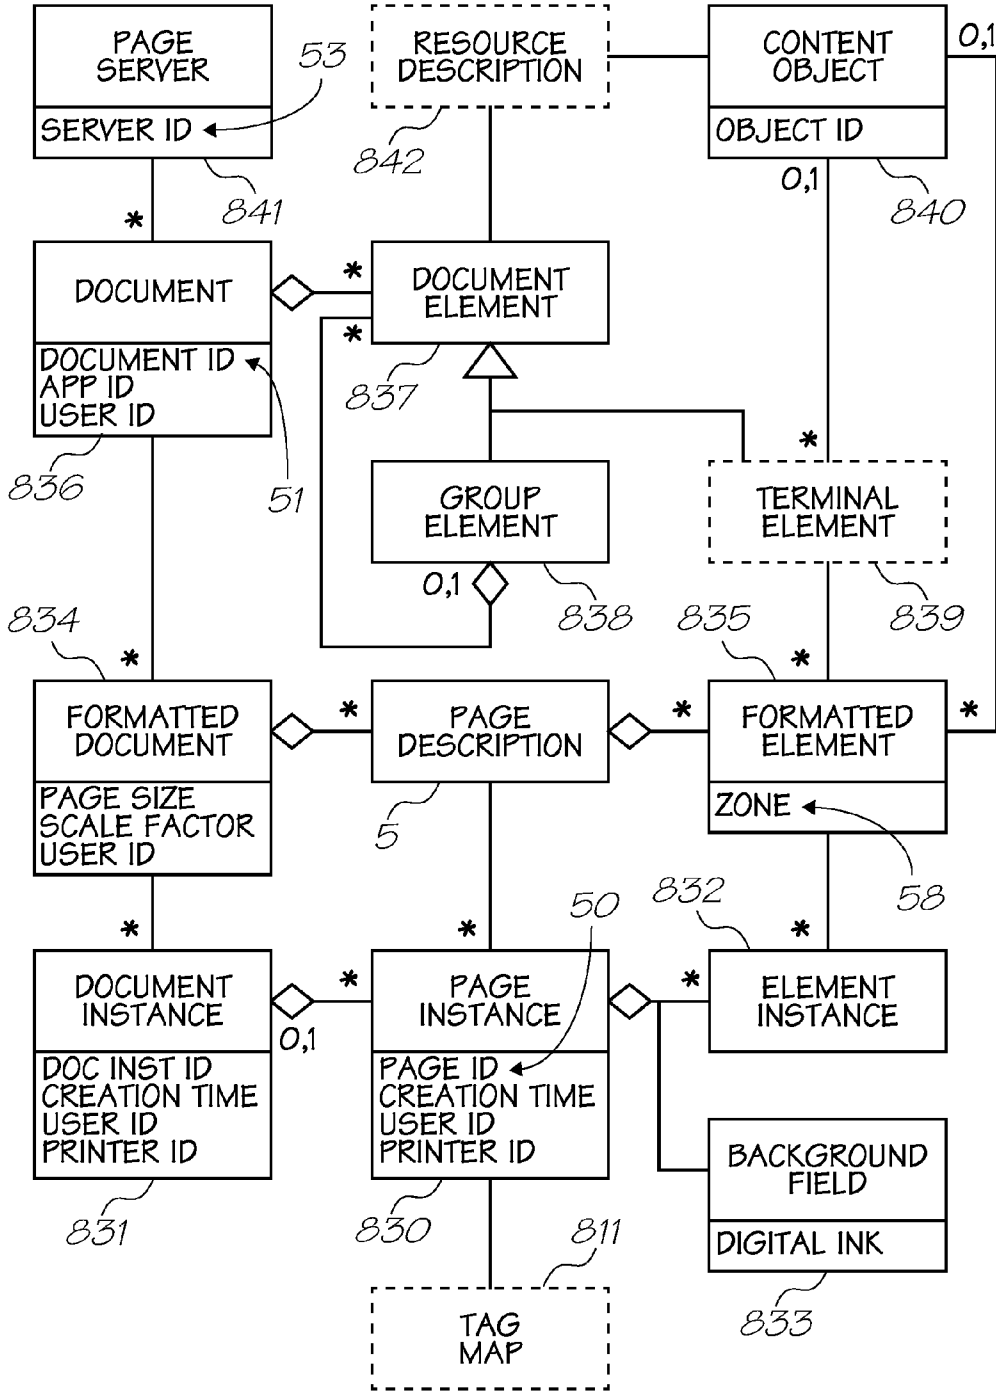 PAGE
SERVER
53
SERVER ID
841
RESOURCE
DESCRIPTION
842
CONTENT
OBJECT
0,1
OBJECT ID
0,1
840
*
DOCUMENT
*
DOCUMENT
ELEMENT
*
837
DOCUMENT ID
APP ID
USER ID
836
51
*
GROUP
ELEMENT
0,1
838
TERMINAL
ELEMENT
839
834
*
835
*
FORMATTED
DOCUMENT
*
PAGE
DESCRIPTION
*
FORMATTED
ELEMENT
*
PAGE SIZE
SCALE FACTOR
USER ID
5
ZONE
58
*
50
*
832
*
DOCUMENT
INSTANCE
0,1
*
PAGE
INSTANCE
*
ELEMENT
INSTANCE
DOC INST ID
CREATION TIME
USER ID
PRINTER ID
831
PAGE ID
CREATION TIME
USER ID
PRINTER ID
830
BACKGROUND
FIELD
DIGITAL INK
833
811
TAG
MAP